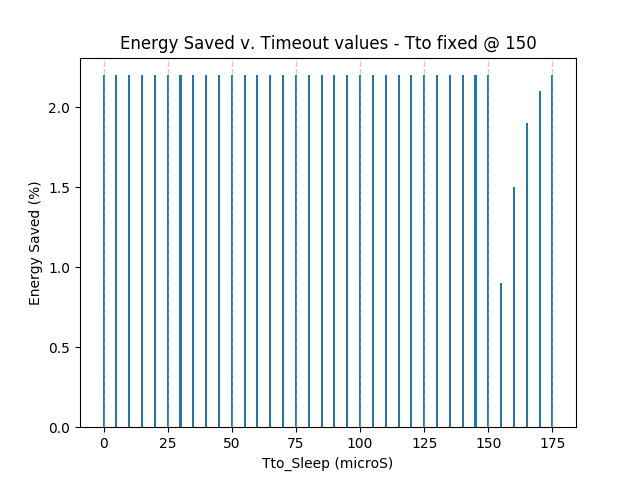 Energy Saved v. Timeout values - Tto fixed @ 150
2.0
1.5
1.0
0.5
0.0
Energy Saved (%)
0 25 50 75 100 125 150 175
Tto_Sleep (microS)